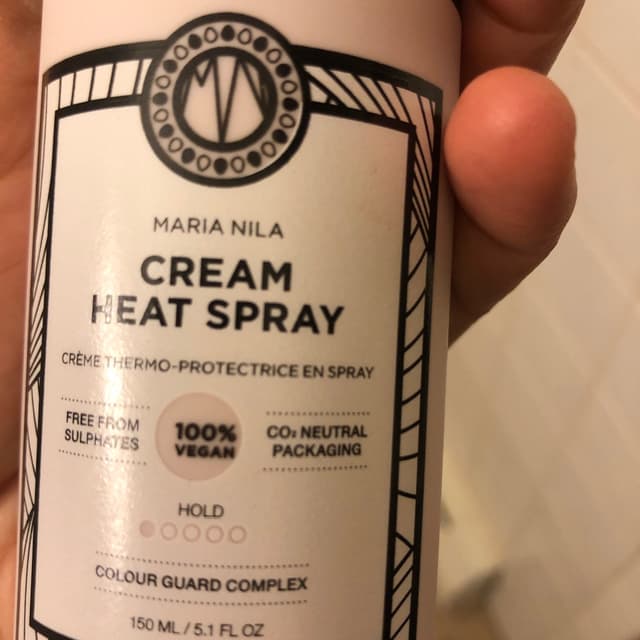 MN
MARIA NILA
CREAM
HEAT SPRAY
CRÈME THERMO-PROTECTRICE EN SPRAY
FREE FROM
SULPHATES
100%
VEGAN
CO₂ NEUTRAL
PACKAGING
HOLD
COLOUR GUARD COMPLEX
150 ML / 5.1 FL OZ